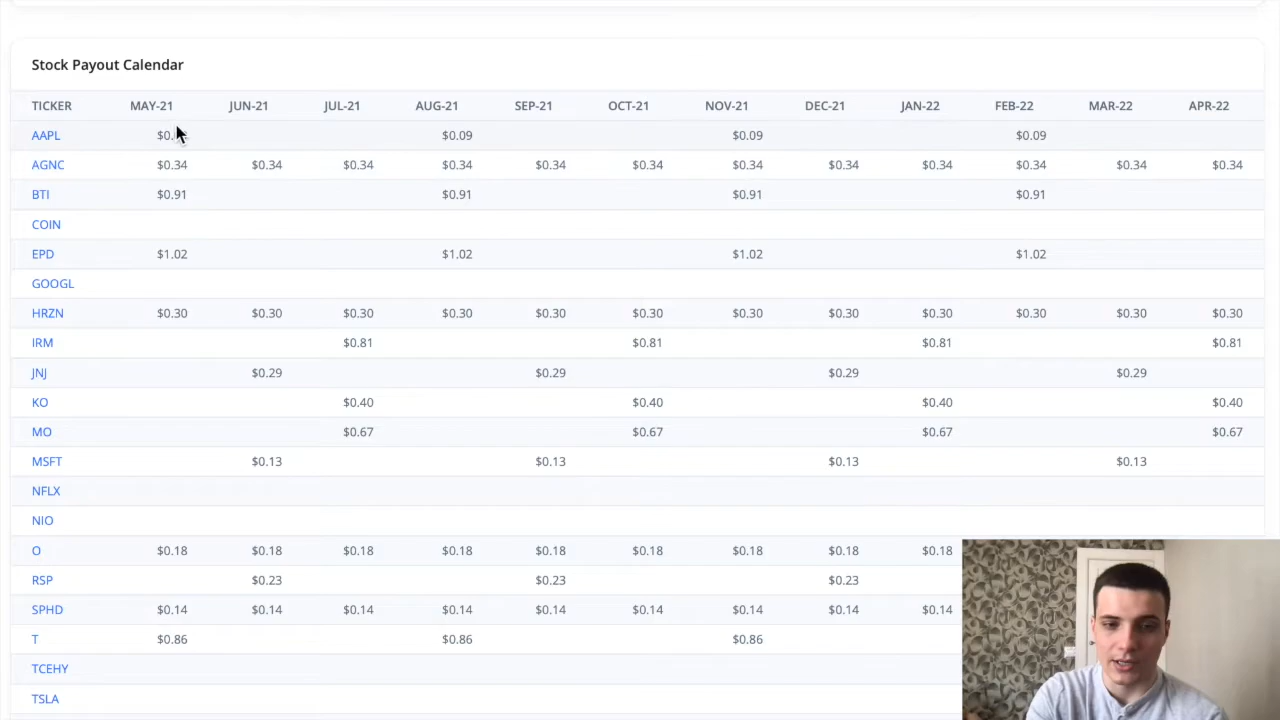 Stock Payout Calendar
TICKER MAY-21 JUN-21 JUL-21 AUG-21 SEP-21 OCT-21 NOV-21 DEC-21 JAN-22 FEB-22 MAR-22 APR-22
AAPL $0. $0.09 $0.09 $0.09
AGNC $0.34 $0.34 $0.34 $0.34 $0.34 $0.34 $0.34 $0.34 $0.34 $0.34 $0.34 $0.34
BTI $0.91 $0.91 $0.91 $0.91
COIN
EPD $1.02 $1.02 $1.02 $1.02
GOOGL
HRZN $0.30 $0.30 $0.30 $0.30 $0.30 $0.30 $0.30 $0.30 $0.30 $0.30 $0.30 $0.30
IRM $0.81 $0.81 $0.81 $0.81
JNJ $0.29 $0.29 $0.29 $0.29
KO $0.40 $0.40 $0.40 $0.40
MO $0.67 $0.67 $0.67 $0.67
MSFT $0.13 $0.13 $0.13 $0.13
NFLX
NIO
O $0.18 $0.18 $0.18 $0.18 $0.18 $0.18 $0.18 $0.18 $0.18
RSP $0.23 $0.23 $0.23
SPHD $0.14 $0.14 $0.14 $0.14 $0.14 $0.14 $0.14 $0.14 $0.14
T $0.86 $0.86 $0.86
TCEHY
TSLA